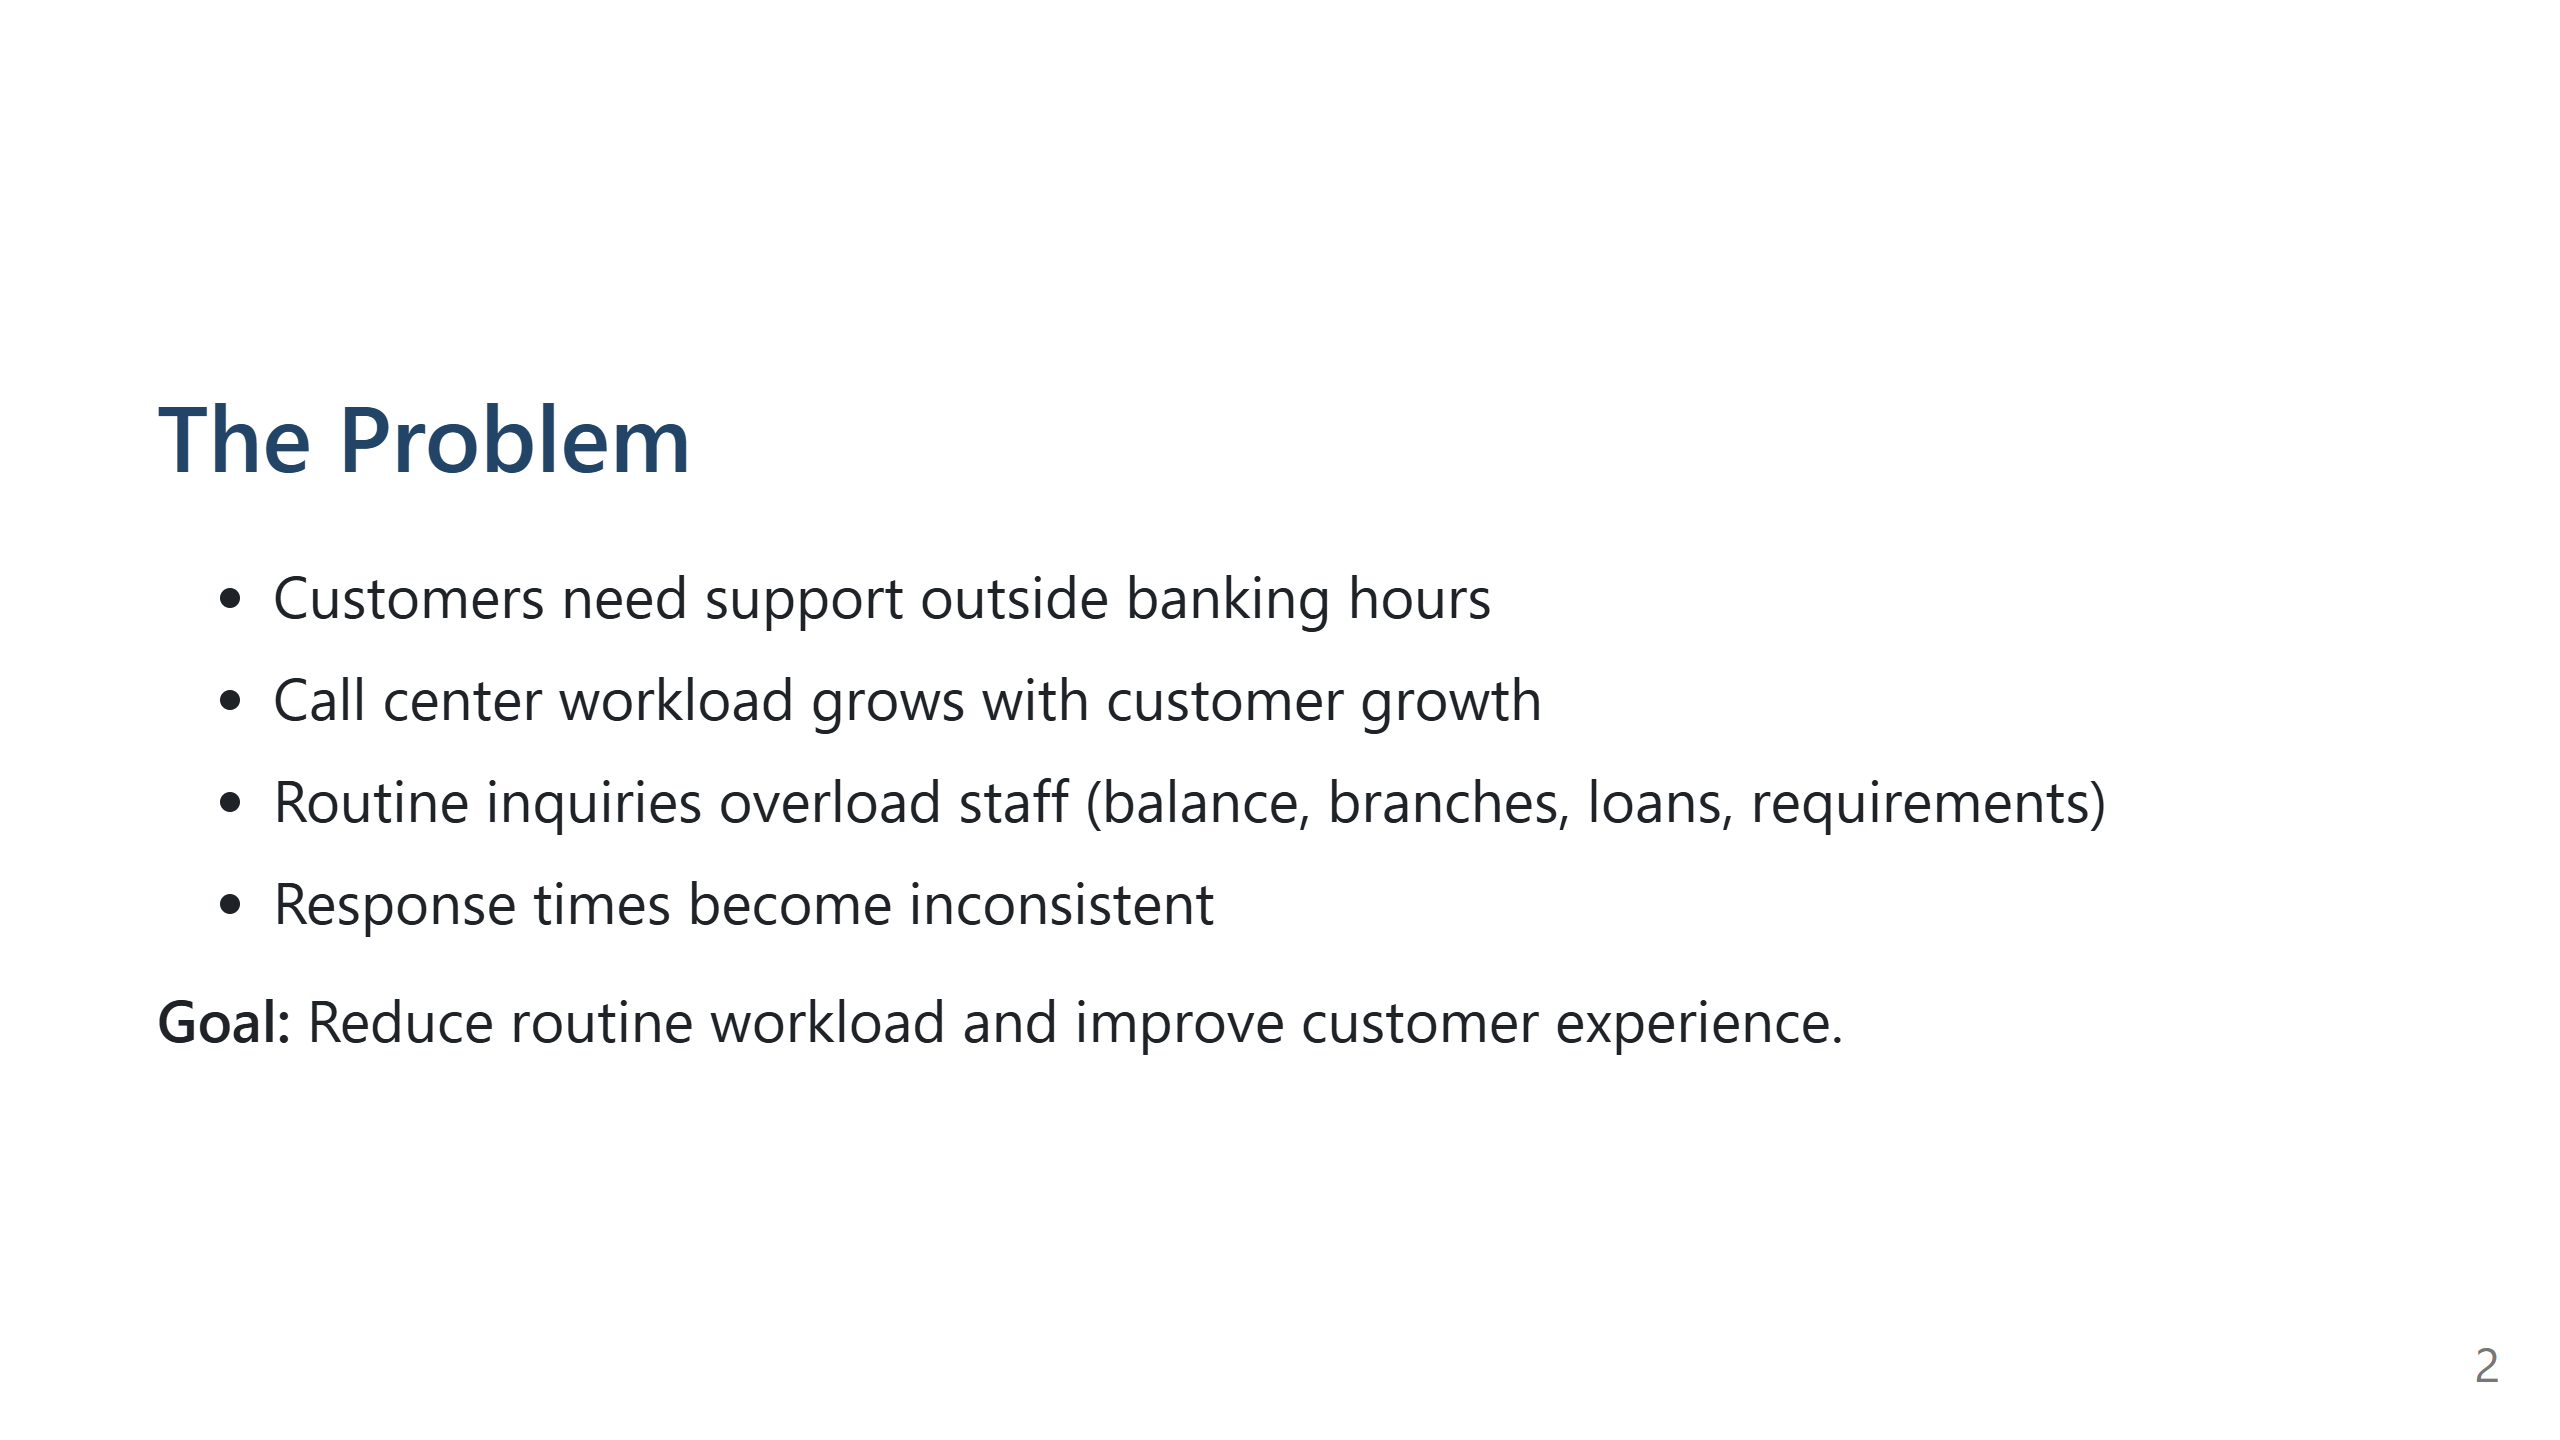 The Problem
• Customers need support outside banking hours
• Call center workload grows with customer growth
• Routine inquiries overload staff (balance, branches, loans, requirements)
• Response times become inconsistent
Goal: Reduce routine workload and improve customer experience.
2